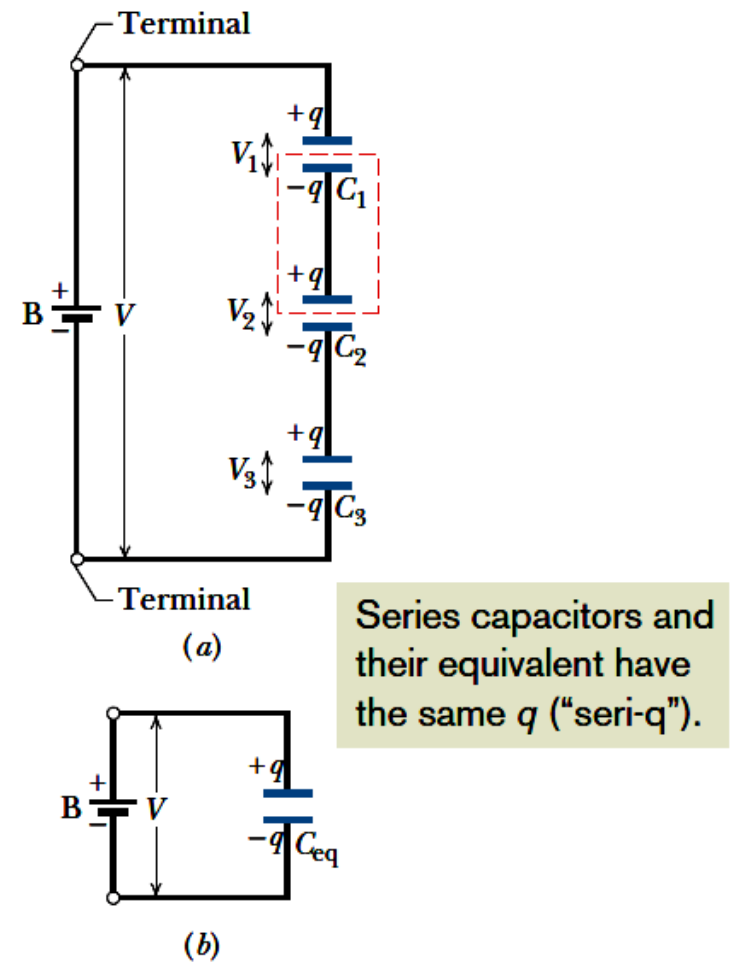 Terminal
+q
V₁
−q C₁
+q
+
B − V
V₂
−q C₂
+q
V₃
−q C₃
Terminal
(a)
Series capacitors and
their equivalent have
the same q (“seri-q”).
+q
+
B − V
−q Ceq
(b)